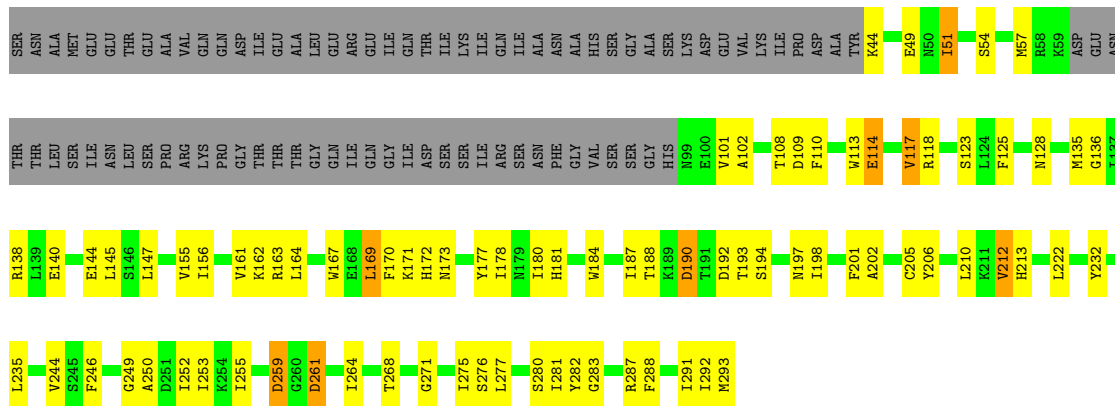 SER ASN ALA MET GLU GLU THR GLU ALA VAL GLN GLN ASP ILE GLU ALA LEU GLU ARG GLU ILE GLN THR ILE LYS ILE GLN ILE ALA ASN ALA HIS SER GLY ALA SER LYS ASP GLU VAL LYS ILE PRO ASP ALA TYR K44 E49 N50 I51 S54 M57 R58 K59 ASP GLU ASN
THR THR LEU SER ILE ASN LEU SER PRO ARG LYS PRO GLY THR THR THR GLY GLN ILE GLN GLY ILE ASP SER SER ILE ARG SER ASN PHE GLY VAL SER SER GLY HIS N99 E100 V101 A102 T108 D109 F110 W113 E114 V117 R118 S123 L124 F125 N128 M135 G136 I137
R138 L139 E140 E144 L145 S146 L147 V155 I156 V161 K162 R163 L164 W167 E168 L169 F170 K171 H172 N173 Y177 I178 N179 I180 H181 W184 I187 T188 K189 D190 T191 D192 T193 S194 N197 I198 F201 A202 C205 Y206 L210 K211 V212 H213 L222 Y232
L235 V244 S245 F246 G249 A250 D251 I252 I253 K254 I255 D259 G260 D261 I264 T268 G271 I275 S276 L277 S280 I281 Y282 G283 R287 F288 I291 I292 M293